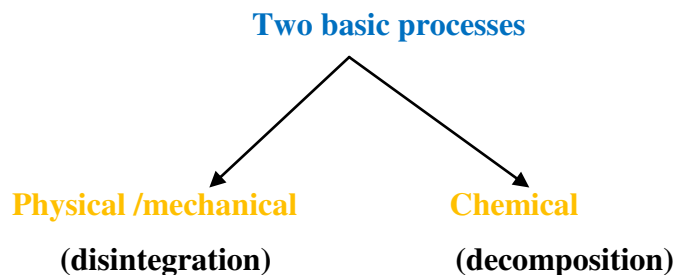 Two basic processes
Physical /mechanical Chemical
(disintegration) (decomposition)